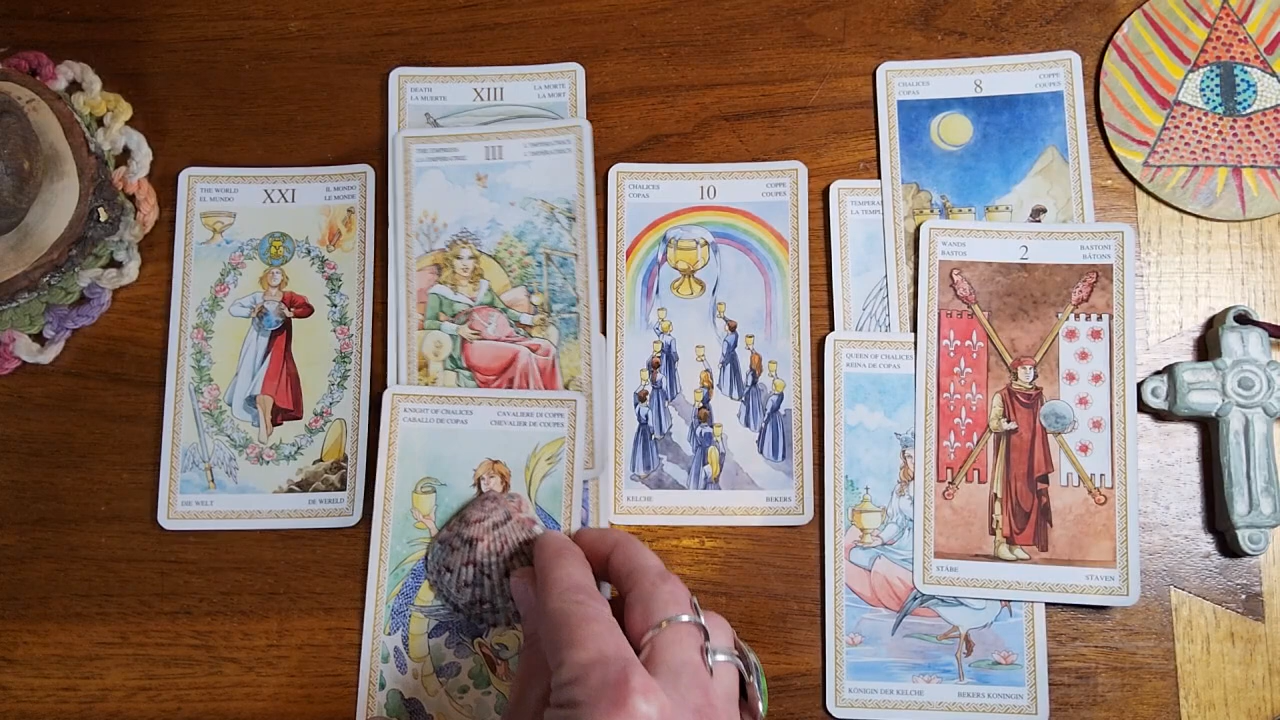 THE WORLD
EL MUNDO
XXI
IL MONDO
LE MONDE
DIE WELT
DE WERELD
DEATH
LA MUERTE
XIII
LA MORTE
LA MORT
III
KNIGHT OF CHALICES
CABALLO DE COPAS
CAVALIERE DI COPPE
CHEVALIER DE COUPES
CHALICES
COPAS
10
COPPE
COUPES
KELCHE
BEKERS
CHALICES
COPAS
8
COPPE
COUPES
WANDS
BASTOS
2
BASTONI
BÂTONS
STÄBE
STAVEN
QUEEN OF CHALICES
REINA DE COPAS
KÖNIGIN DER KELCHE
BEKERS KONINGIN